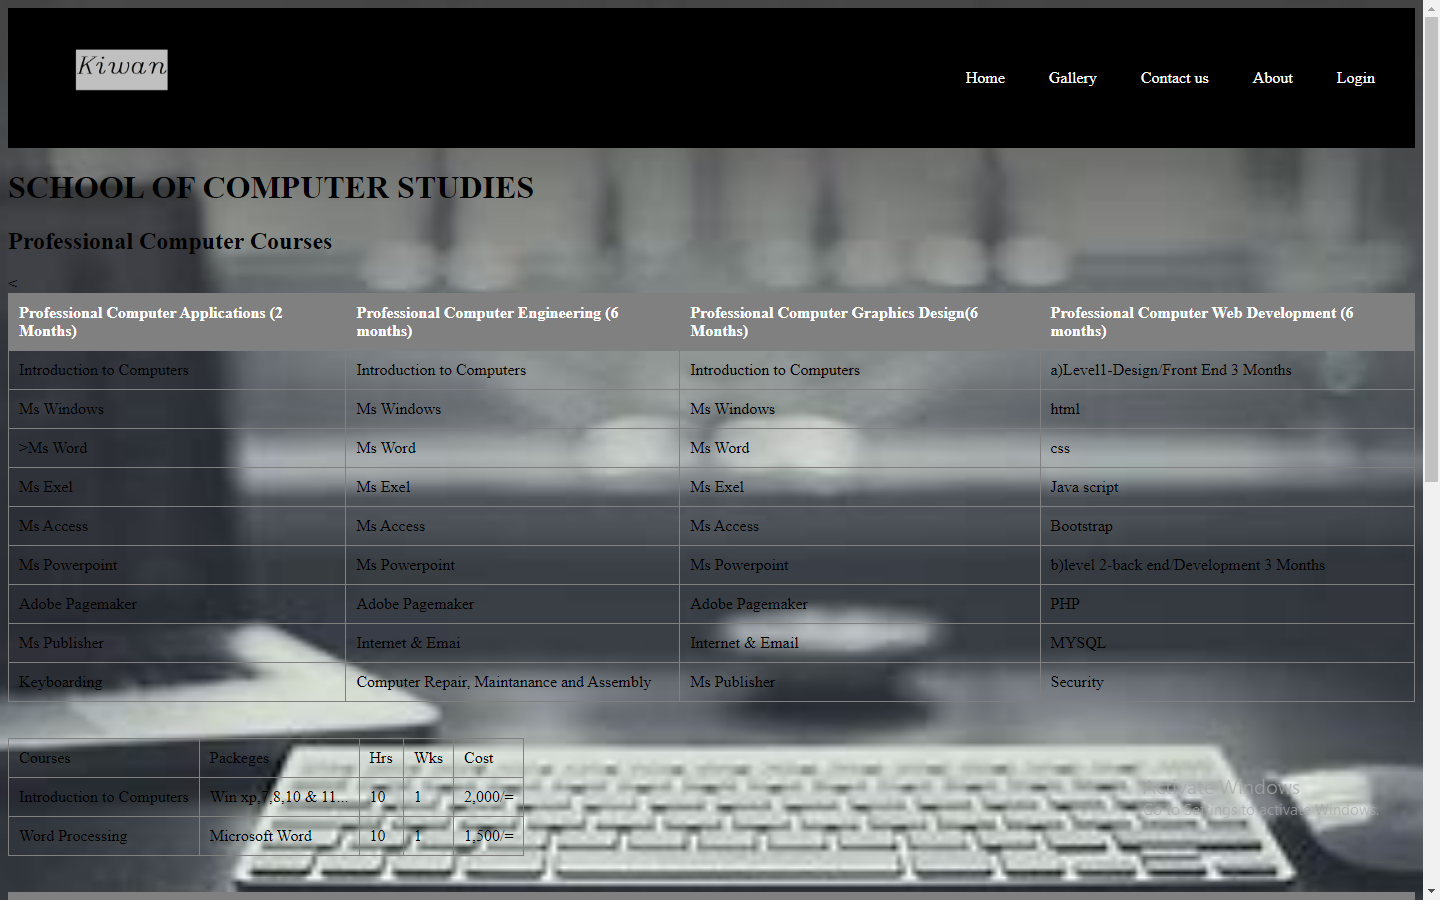 Kiwan
Home Gallery Contact us About Login
SCHOOL OF COMPUTER STUDIES
Professional Computer Courses
<
Professional Computer Applications (2 Months) Professional Computer Engineering (6 months) Professional Computer Graphics Design(6 Months) Professional Computer Web Development (6 months)
Introduction to Computers Introduction to Computers Introduction to Computers a)Level1-Design/Front End 3 Months
Ms Windows Ms Windows Ms Windows html
>Ms Word Ms Word Ms Word css
Ms Exel Ms Exel Ms Exel Java script
Ms Access Ms Access Ms Access Bootstrap
Ms Powerpoint Ms Powerpoint Ms Powerpoint b)level 2-back end/Development 3 Months
Adobe Pagemaker Adobe Pagemaker Adobe Pagemaker PHP
Ms Publisher Internet & Emai Internet & Email MYSQL
Keyboarding Computer Repair, Maintanance and Assembly Ms Publisher Security
Courses Packeges Hrs Wks Cost
Introduction to Computers Win xp,7,8,10 & 11... 10 1 2,000/=
Word Processing Microsoft Word 10 1 1,500/=
Activate Windows
Go to Settings to activate Windows.